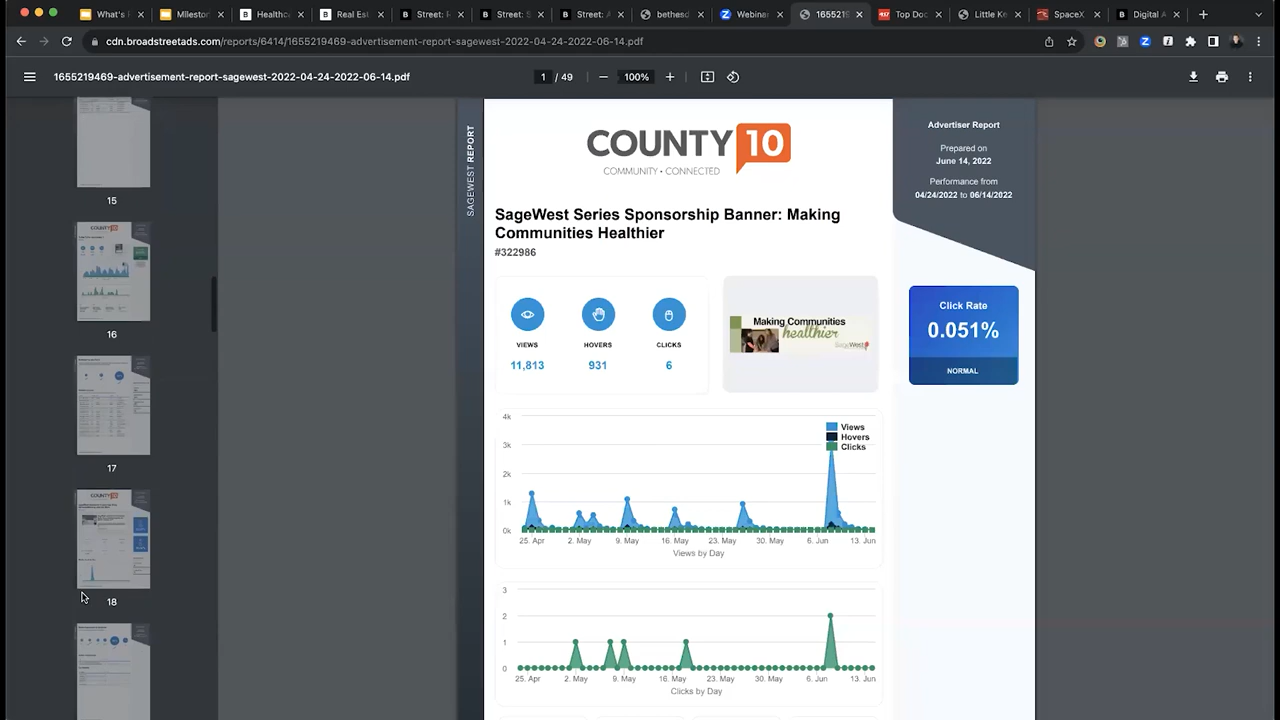 What's I
Mileston
Healthca
Real Est
Street: F
Street: S
Street: A
bethesd
Webinar
1655219
Top Doc
Little Ke
SpaceX
Digital A
cdn.broadstreetads.com/reports/6414/1655219469-advertisement-report-sagewest-2022-04-24-2022-06-14.pdf
1655219469-advertisement-report-sagewest-2022-04-24-2022-06-14.pdf
1 / 49
100%
15
16
17
18
SAGEWEST REPORT
COUNTY 10
COMMUNITY • CONNECTED
Advertiser Report
Prepared on
June 14, 2022
Performance from
04/24/2022 to 06/14/2022
SageWest Series Sponsorship Banner: Making
Communities Healthier
#322986
VIEWS
HOVERS
CLICKS
11,813
931
6
Making Communities
healthier
SageWest
Click Rate
0.051%
NORMAL
4k
3k
2k
1k
0k
Views
Hovers
Clicks
25. Apr
2. May
9. May
16. May
23. May
30. May
6. Jun
13. Jun
Views by Day
3
2
1
0
25. Apr
2. May
9. May
16. May
23. May
30. May
6. Jun
13. Jun
Clicks by Day